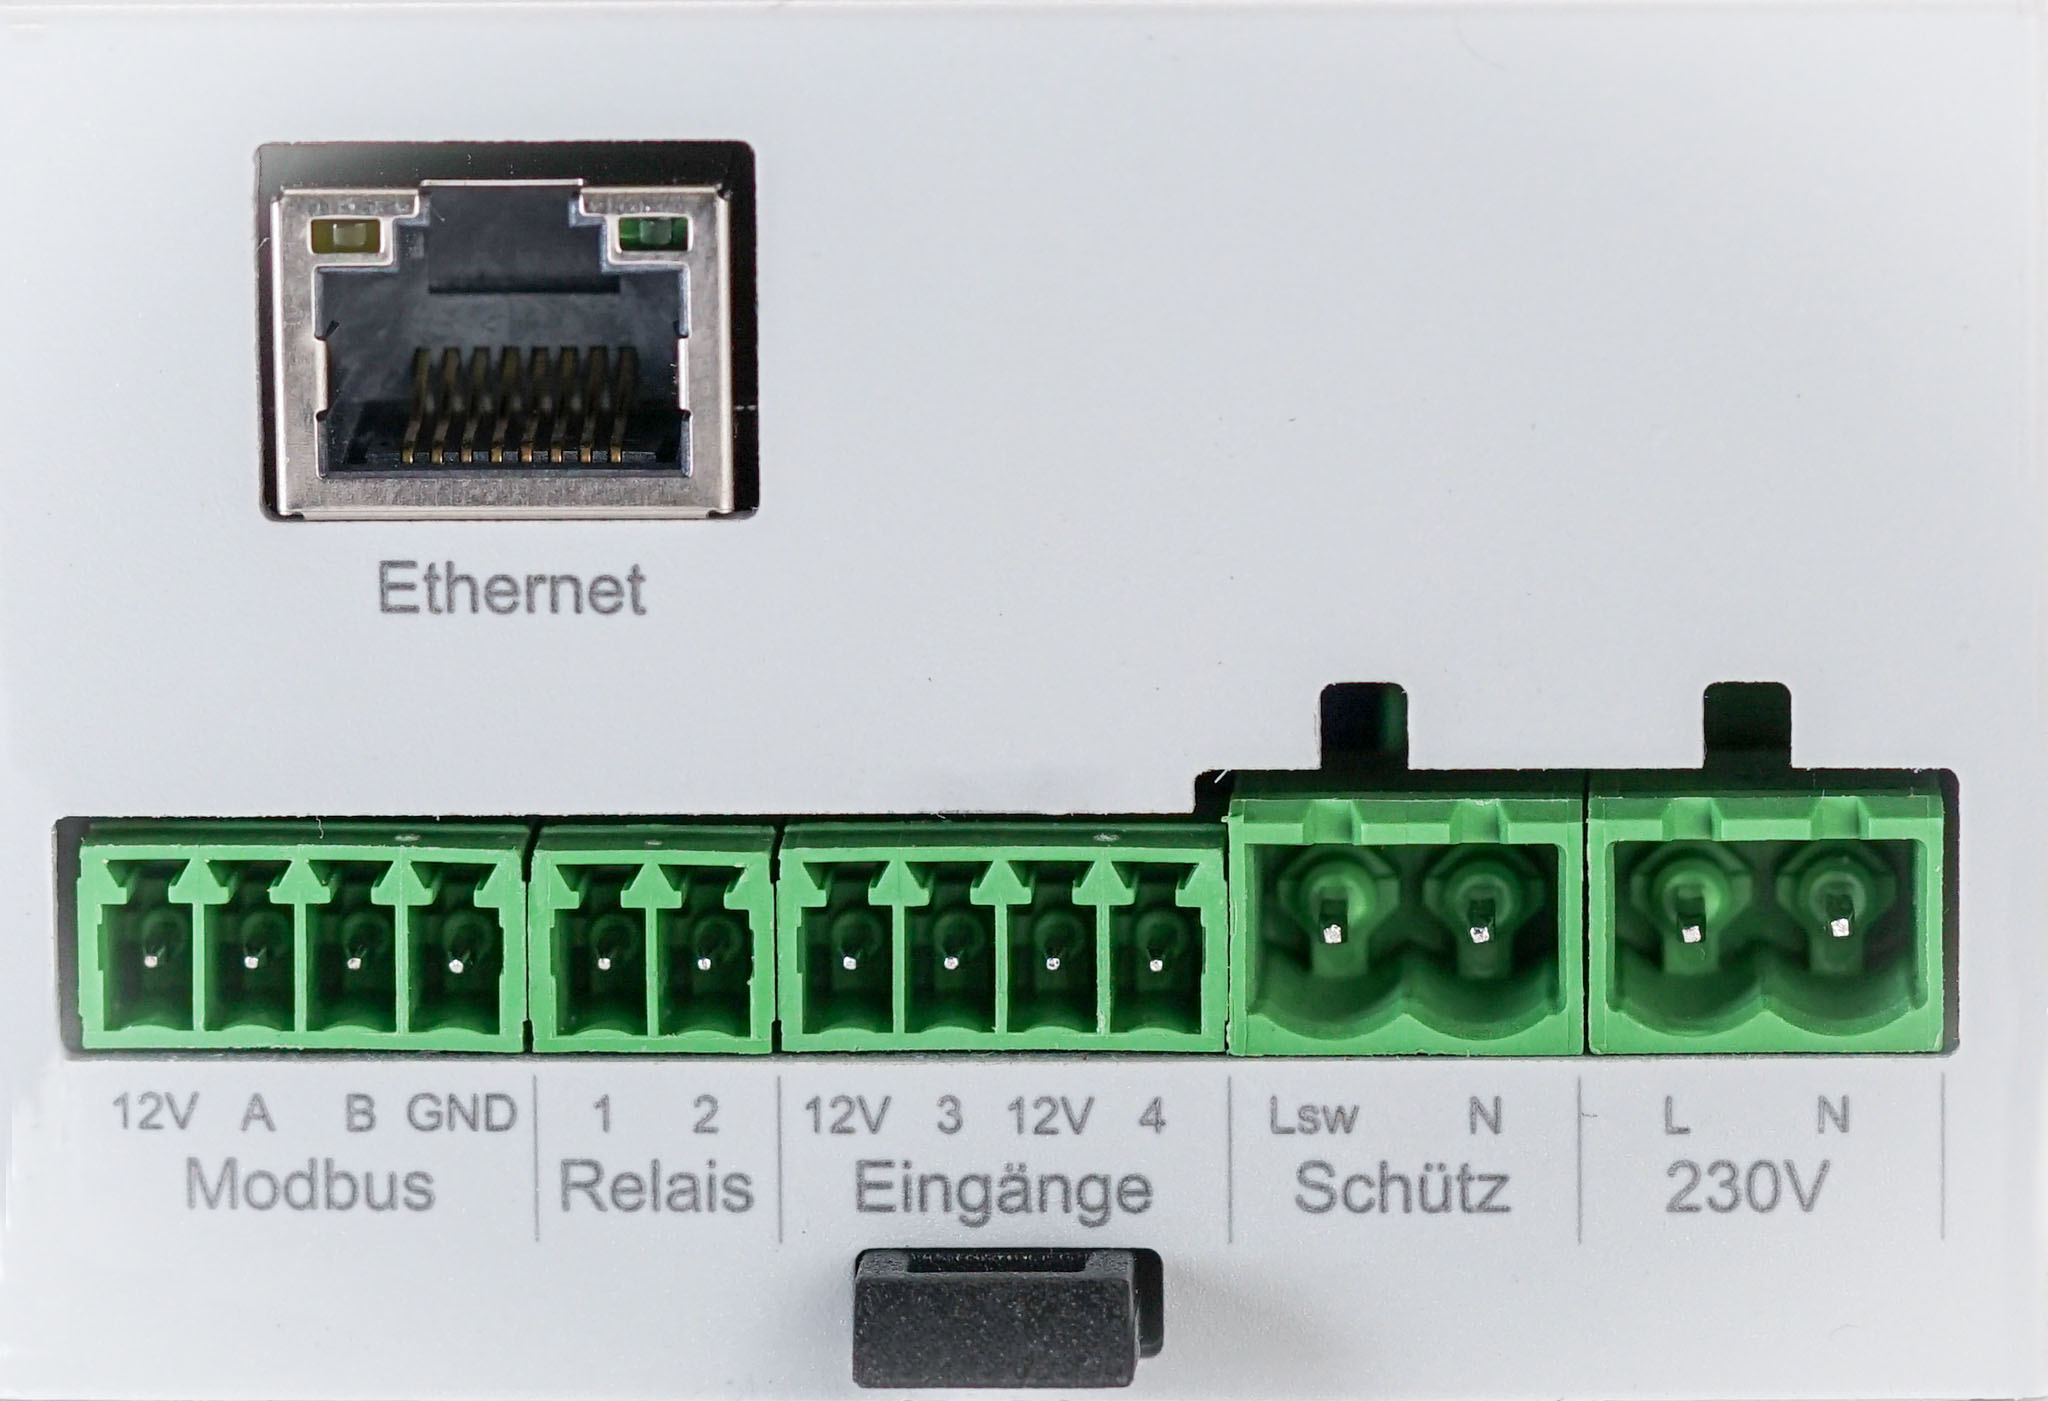 Ethernet
12V A B GND 1 2 12V 3 12V 4 Lsw N L N
Modbus Relais Eingänge Schütz 230V